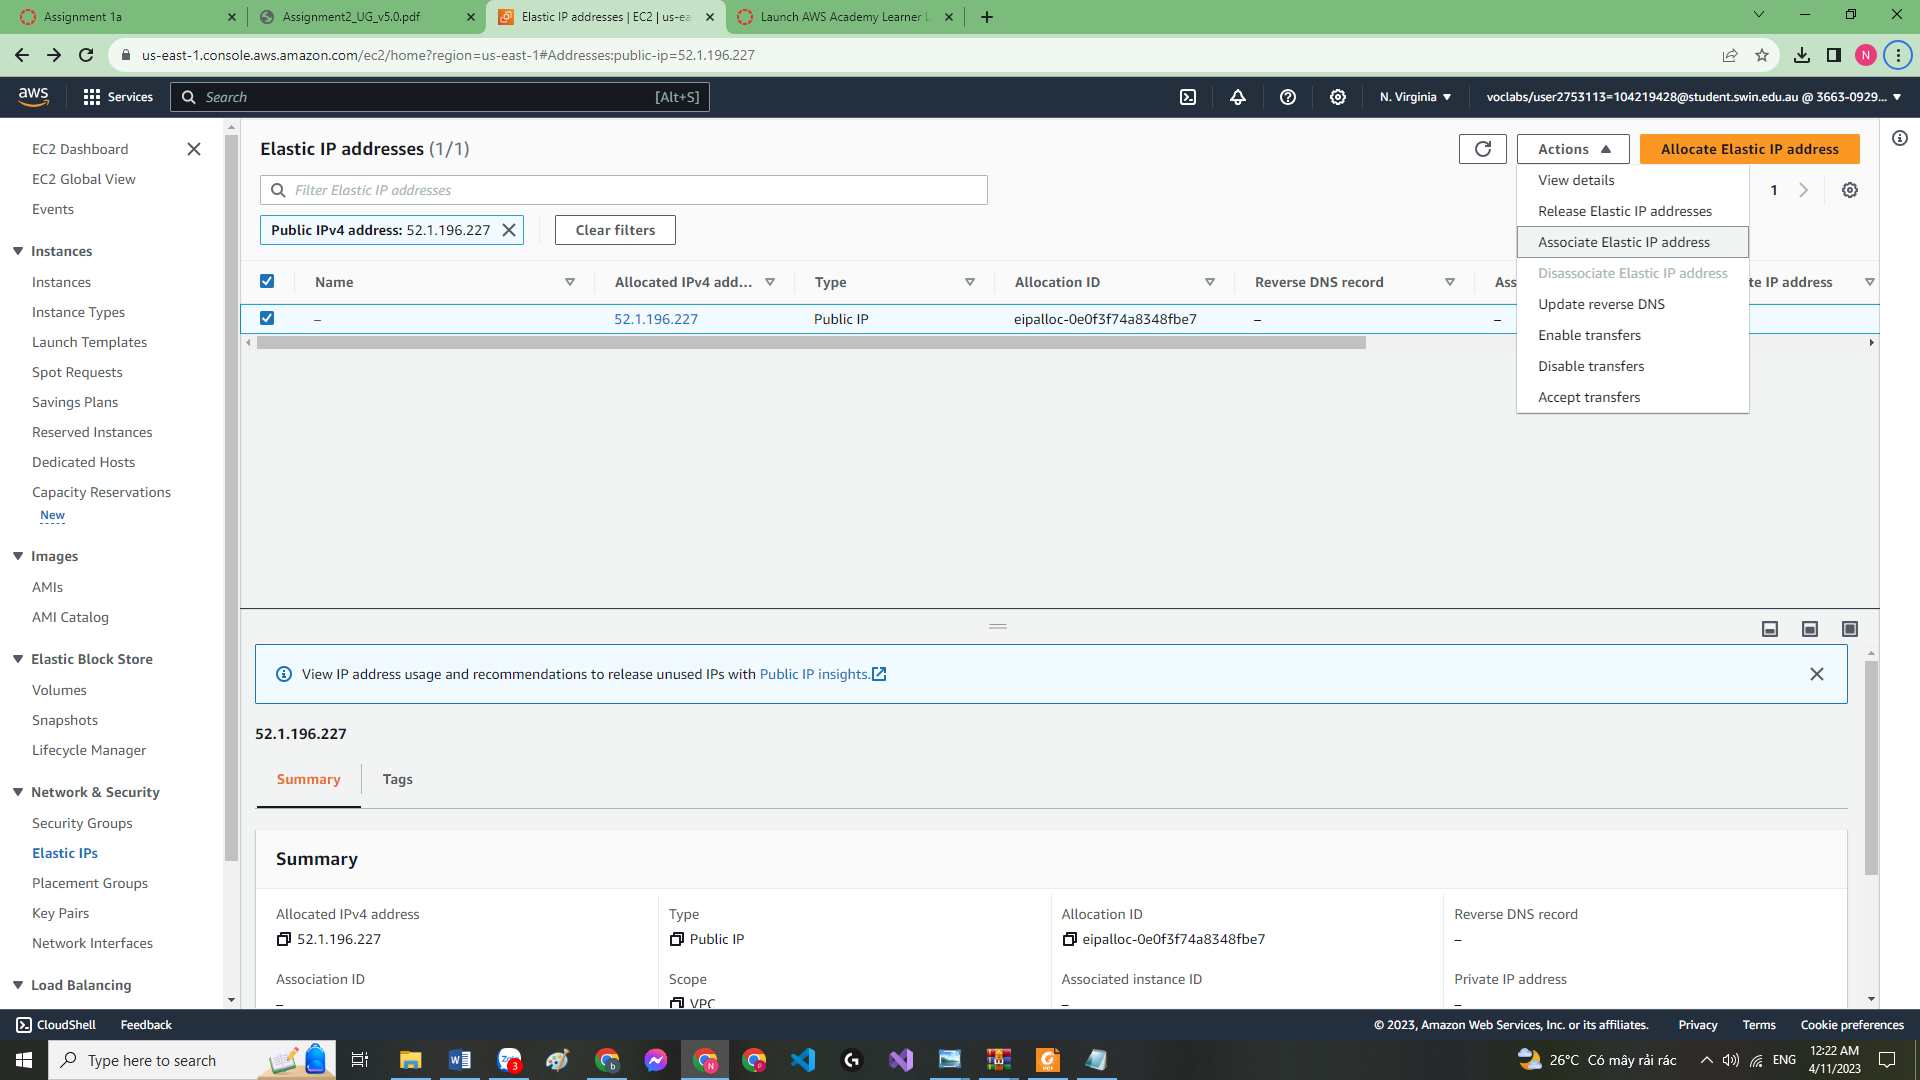 Assignment 1a
Assignment2_UG_v5.0.pdf
Elastic IP addresses | EC2 | us-ea
Launch AWS Academy Learner L
us-east-1.console.aws.amazon.com/ec2/home?region=us-east-1#Addresses:public-ip=52.1.196.227
N
aws
Services
Search
[Alt+S]
N. Virginia
voclabs/user2753113=104219428@student.swin.edu.au @ 3663-0929...
EC2 Dashboard
EC2 Global View
Events
Instances
Instances
Instance Types
Launch Templates
Spot Requests
Savings Plans
Reserved Instances
Dedicated Hosts
Capacity Reservations
New
Images
AMIs
AMI Catalog
Elastic Block Store
Volumes
Snapshots
Lifecycle Manager
Network & Security
Security Groups
Elastic IPs
Placement Groups
Key Pairs
Network Interfaces
Load Balancing
Elastic IP addresses (1/1)
Actions
Allocate Elastic IP address
Filter Elastic IP addresses
1
Public IPv4 address: 52.1.196.227
Clear filters
View details
Release Elastic IP addresses
Associate Elastic IP address
Disassociate Elastic IP address
Update reverse DNS
Enable transfers
Disable transfers
Accept transfers
Name
Allocated IPv4 add...
Type
Allocation ID
Reverse DNS record
Ass
te IP address
–
52.1.196.227
Public IP
eipalloc-0e0f3f74a8348fbe7
–
–
View IP address usage and recommendations to release unused IPs with Public IP insights.
52.1.196.227
Summary
Tags
Summary
Allocated IPv4 address
52.1.196.227
Type
Public IP
Allocation ID
eipalloc-0e0f3f74a8348fbe7
Reverse DNS record
–
Association ID
–
Scope
VPC
Associated instance ID
–
Private IP address
–
CloudShell
Feedback
© 2023, Amazon Web Services, Inc. or its affiliates.
Privacy
Terms
Cookie preferences
Type here to search
3
26°C Có mây rải rác
ENG
12:22 AM
4/11/2023